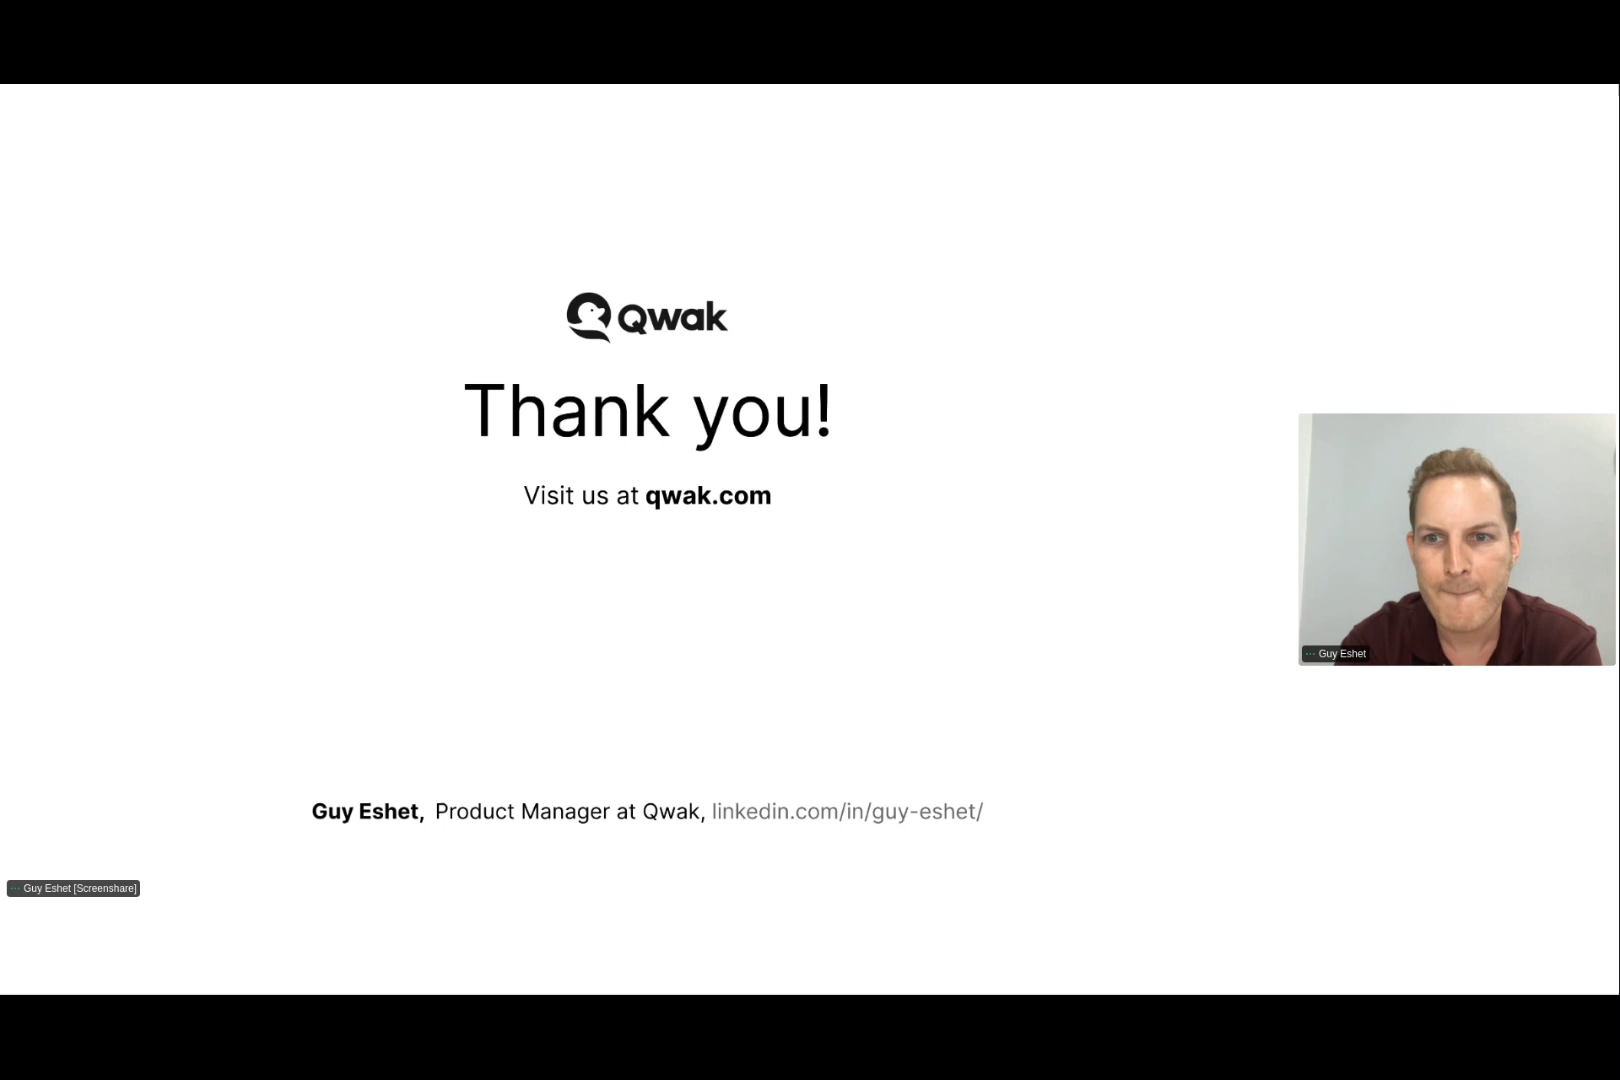 Qwak
Thank you!
Visit us at qwak.com
Guy Eshet
Guy Eshet, Product Manager at Qwak, linkedin.com/in/guy-eshet/
Guy Eshet [Screenshare]